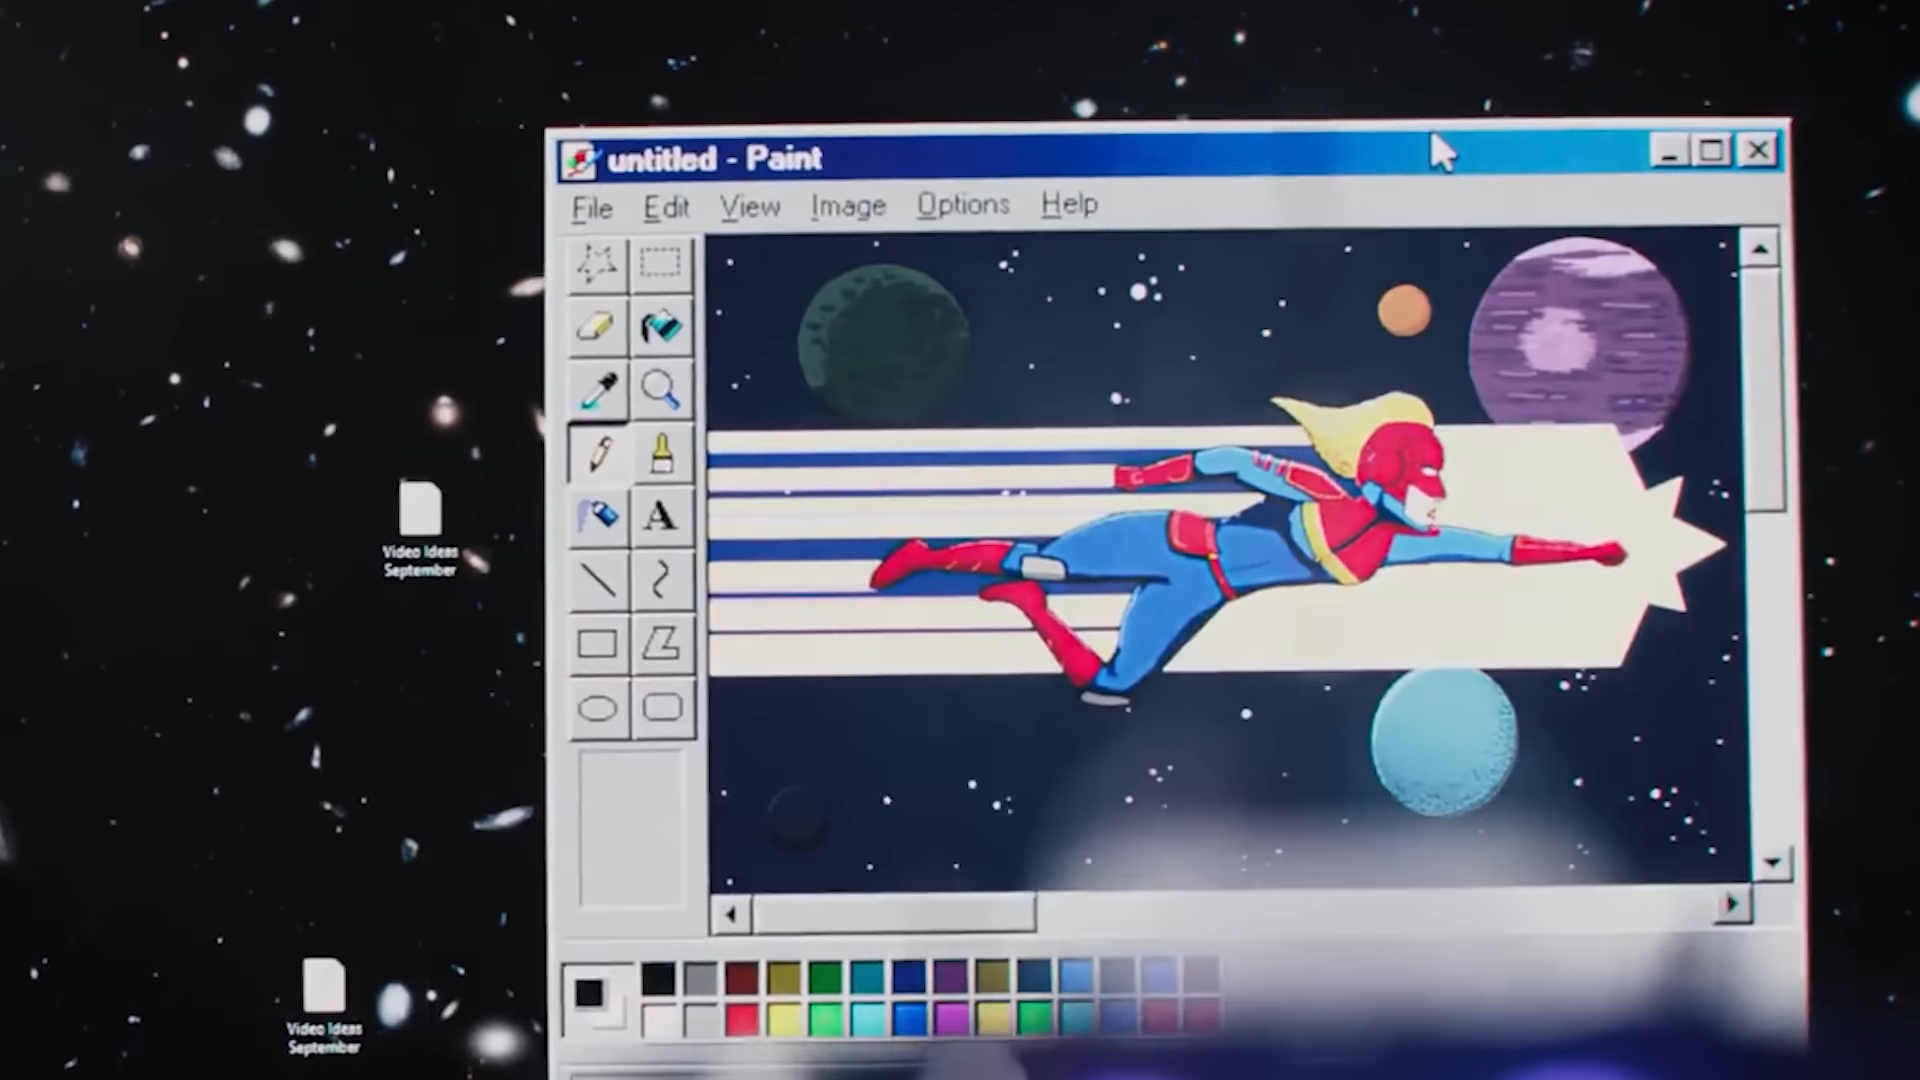 untitled - Paint
File Edit View Image Options Help
A
Video Ideas
September
Video Ideas
September